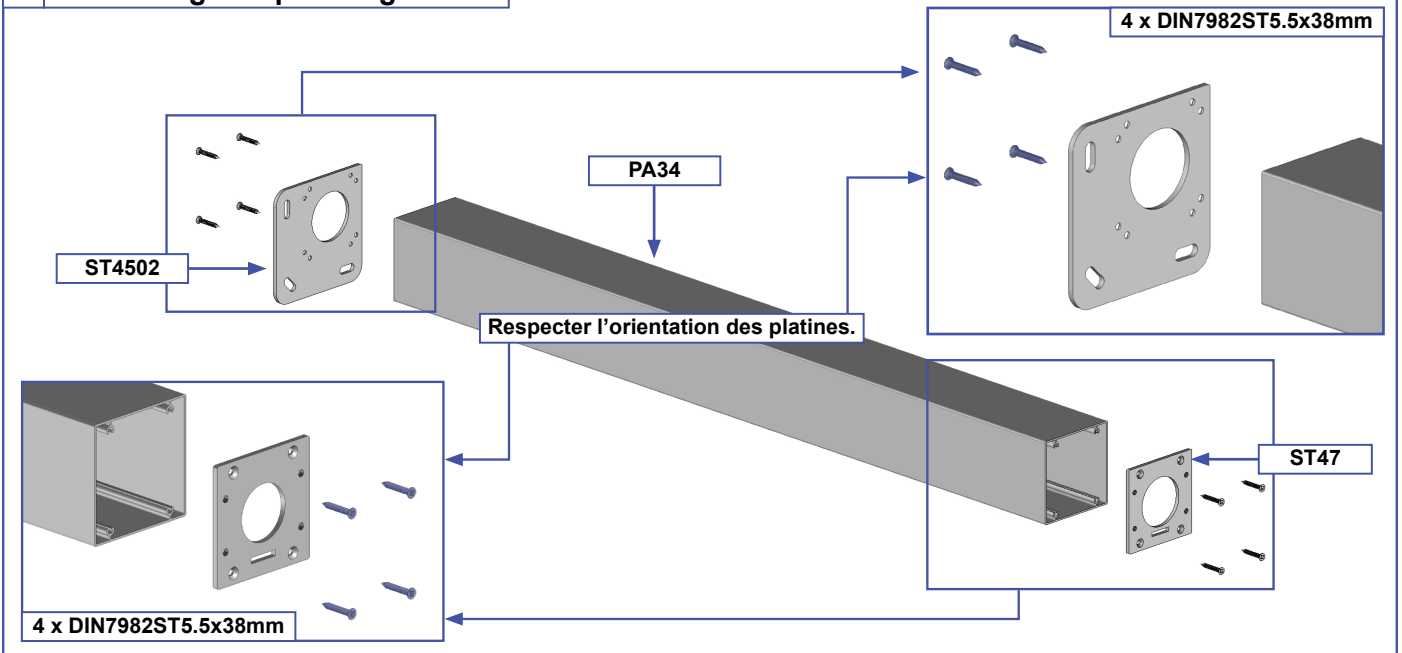 4 x DIN7982ST5.5x38mm
PA34
ST4502
Respecter l’orientation des platines.
ST47
4 x DIN7982ST5.5x38mm